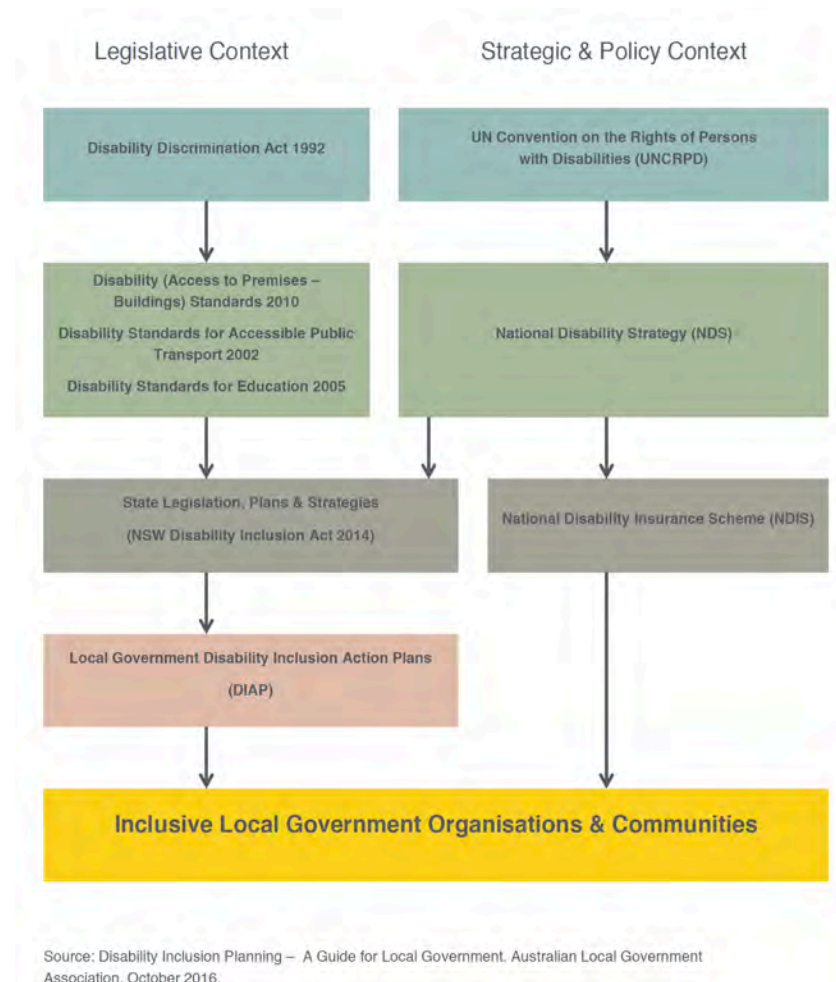 Legislative Context
Strategic & Policy Context
Disability Discrimination Act 1992
UN Convention on the Rights of Persons
with Disabilities (UNCRPD)
Disability (Access to Premises –
Buildings) Standards 2010
Disability Standards for Accessible Public
Transport 2002
Disability Standards for Education 2005
National Disability Strategy (NDS)
State Legislation, Plans & Strategies
(NSW Disability Inclusion Act 2014)
National Disability Insurance Scheme (NDIS)
Local Government Disability Inclusion Action Plans
(DIAP)
Inclusive Local Government Organisations & Communities
Source: Disability Inclusion Planning – A Guide for Local Government. Australian Local Government
Association, October 2016.